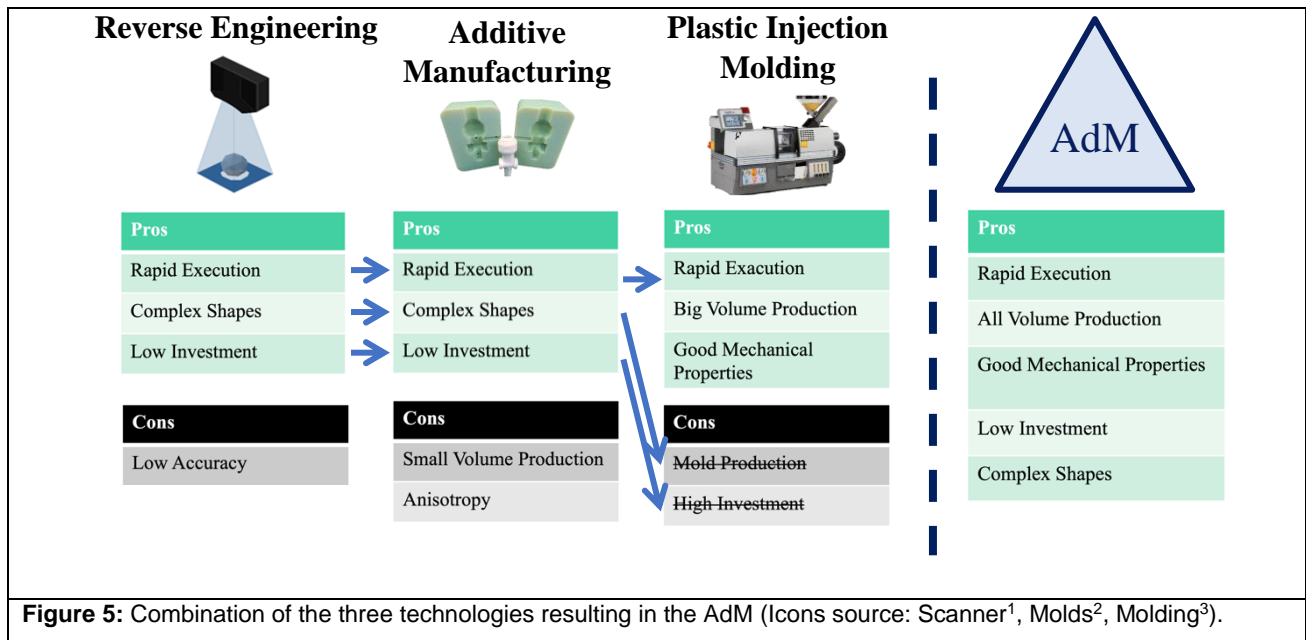 Reverse Engineering
Additive
Manufacturing
Plastic Injection
Molding
AdM
Pros
Rapid Execution
Complex Shapes
Low Investment
Cons
Low Accuracy
Pros
Rapid Execution
Complex Shapes
Low Investment
Cons
Small Volume Production
Anisotropy
Pros
Rapid Exacution
Big Volume Production
Good Mechanical
Properties
Cons
Mold Production
High Investment
Pros
Rapid Execution
All Volume Production
Good Mechanical Properties
Low Investment
Complex Shapes
Figure 5: Combination of the three technologies resulting in the AdM (Icons source: Scanner¹, Molds², Molding³).